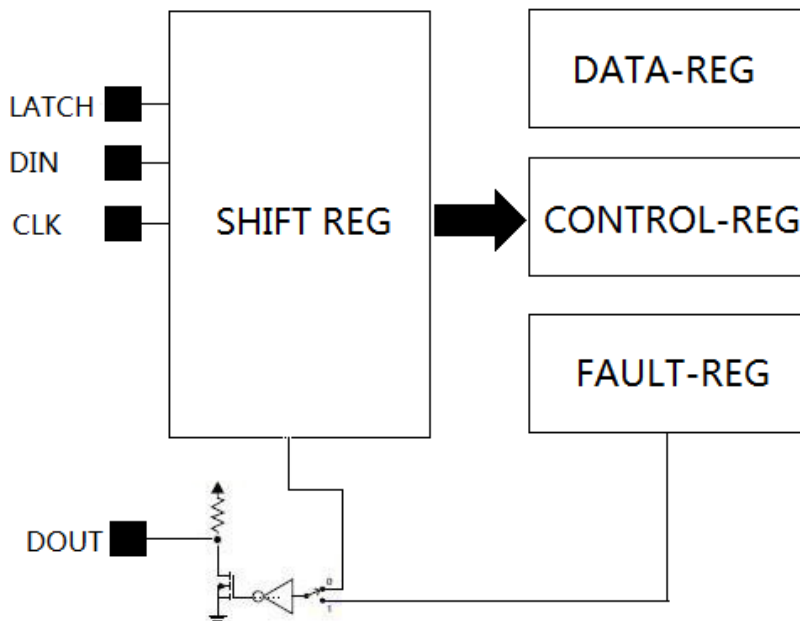 LATCH
DIN
CLK
SHIFT REG
DATA-REG
CONTROL-REG
FAULT-REG
DOUT
0
1